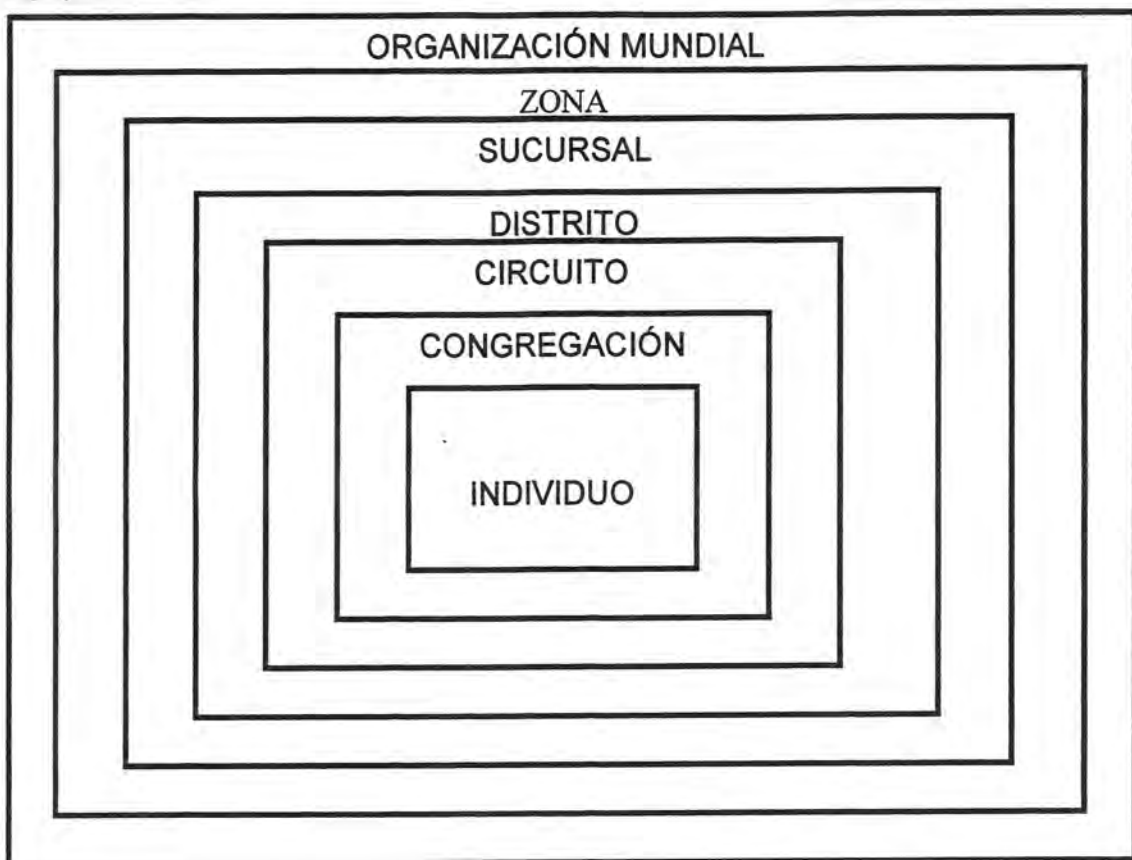 ORGANIZACIÓN MUNDIAL
ZONA
SUCURSAL
DISTRITO
CIRCUITO
CONGREGACIÓN
INDIVIDUO